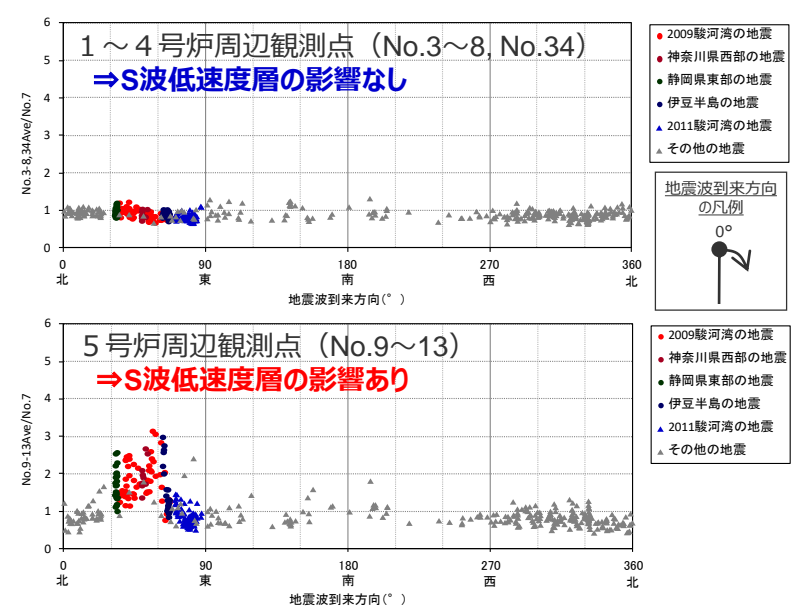 1～4号炉周辺観測点（No.3～8, No.34）
⇒S波低速度層の影響なし
No.3-8,34Ave/No.7
6
5
4
3
2
1
0
0
90
180
270
360
北
東
南
西
北
地震波到来方向(°)
2009駿河湾の地震
神奈川県西部の地震
静岡県東部の地震
伊豆半島の地震
2011駿河湾の地震
その他の地震
地震波到来方向
の凡例
0°
5号炉周辺観測点（No.9～13）
⇒S波低速度層の影響あり
No.9-13Ave/No.7
6
5
4
3
2
1
0
0
90
180
270
360
北
東
南
西
北
地震波到来方向(°)
2009駿河湾の地震
神奈川県西部の地震
静岡県東部の地震
伊豆半島の地震
2011駿河湾の地震
その他の地震